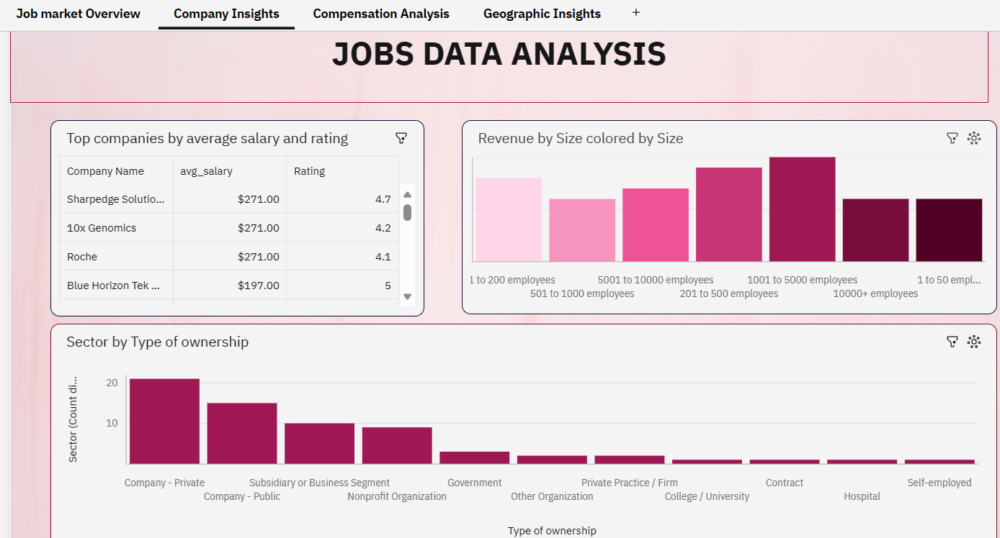 Job market Overview Company Insights Compensation Analysis Geographic Insights +
JOBS DATA ANALYSIS
Top companies by average salary and rating
Company Name avg_salary Rating
Sharpedge Solutio... $271.00 4.7
10x Genomics $271.00 4.2
Roche $271.00 4.1
Blue Horizon Tek ... $197.00 5
Revenue by Size colored by Size
1 to 200 employees 5001 to 10000 employees 1001 to 5000 employees 1 to 50 empl...
501 to 1000 employees 201 to 500 employees 10000+ employees
Sector by Type of ownership
Sector (Count di...
20
10
Company - Private Subsidiary or Business Segment Government Private Practice / Firm Contract Self-employed
Company - Public Nonprofit Organization Other Organization College / University Hospital
Type of ownership